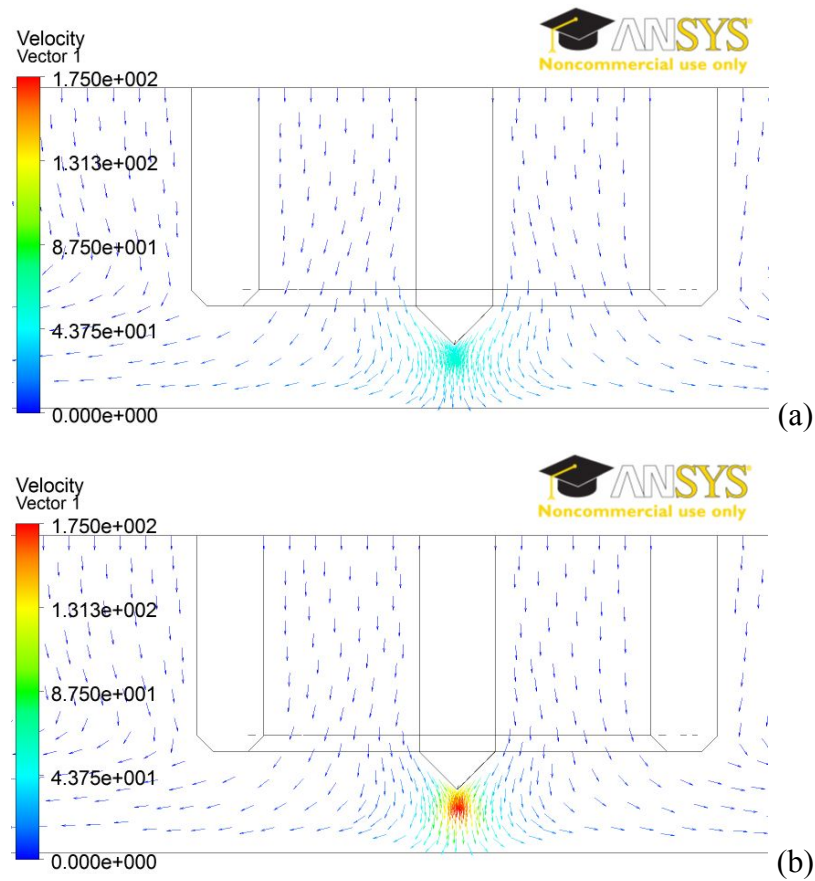 ANSYS
Noncommercial use only
Velocity
Vector 1
1.750e+002
1.313e+002
8.750e+001
4.375e+001
0.000e+000
(a)
ANSYS
Noncommercial use only
Velocity
Vector 1
1.750e+002
1.313e+002
8.750e+001
4.375e+001
0.000e+000
(b)